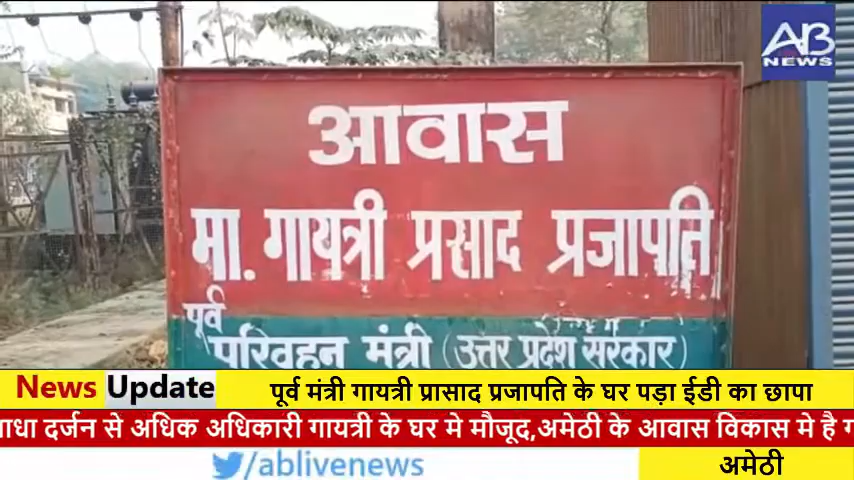 AB
NEWS
आवास
मा. गायत्री प्रसाद प्रजापति
पूर्व
परिवहन मंत्री (उत्तर प्रदेश सरकार)
News Update
पूर्व मंत्री गायत्री प्रासाद प्रजापति के घर पड़ा ईडी का छापा
दर्जन से अधिक अधिकारी गायत्री के घर मे मौजूद,अमेठी के आवास विकास मे है
/ablivenews
अमेठी